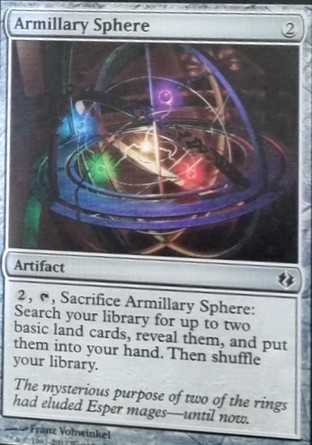 Armillary Sphere 2
Artifact
2, , Sacrifice Armillary Sphere:
Search your library for up to two
basic land cards, reveal them, and put
them into your hand. Then shuffle
your library.
The mysterious purpose of two of the rings
had eluded Esper mages—until now.
Franz Vohwinkel